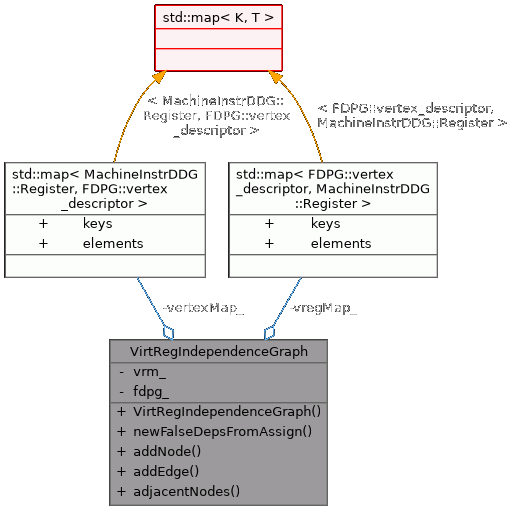 std::map< K, T >
< MachineInstrDDG::
Register, FDPG::vertex
_descriptor >
< FDPG::vertex_descriptor,
MachineInstrDDG::Register >
std::map< MachineInstrDDG
::Register, FDPG::vertex
_descriptor >
+ keys
+ elements
std::map< FDPG::vertex
_descriptor, MachineInstrDDG
::Register >
+ keys
+ elements
-vertexMap_
-vregMap_
VirtRegIndependenceGraph
- vrm_
- fdpg_
+ VirtRegIndependenceGraph()
+ newFalseDepsFromAssign()
+ addNode()
+ addEdge()
+ adjacentNodes()